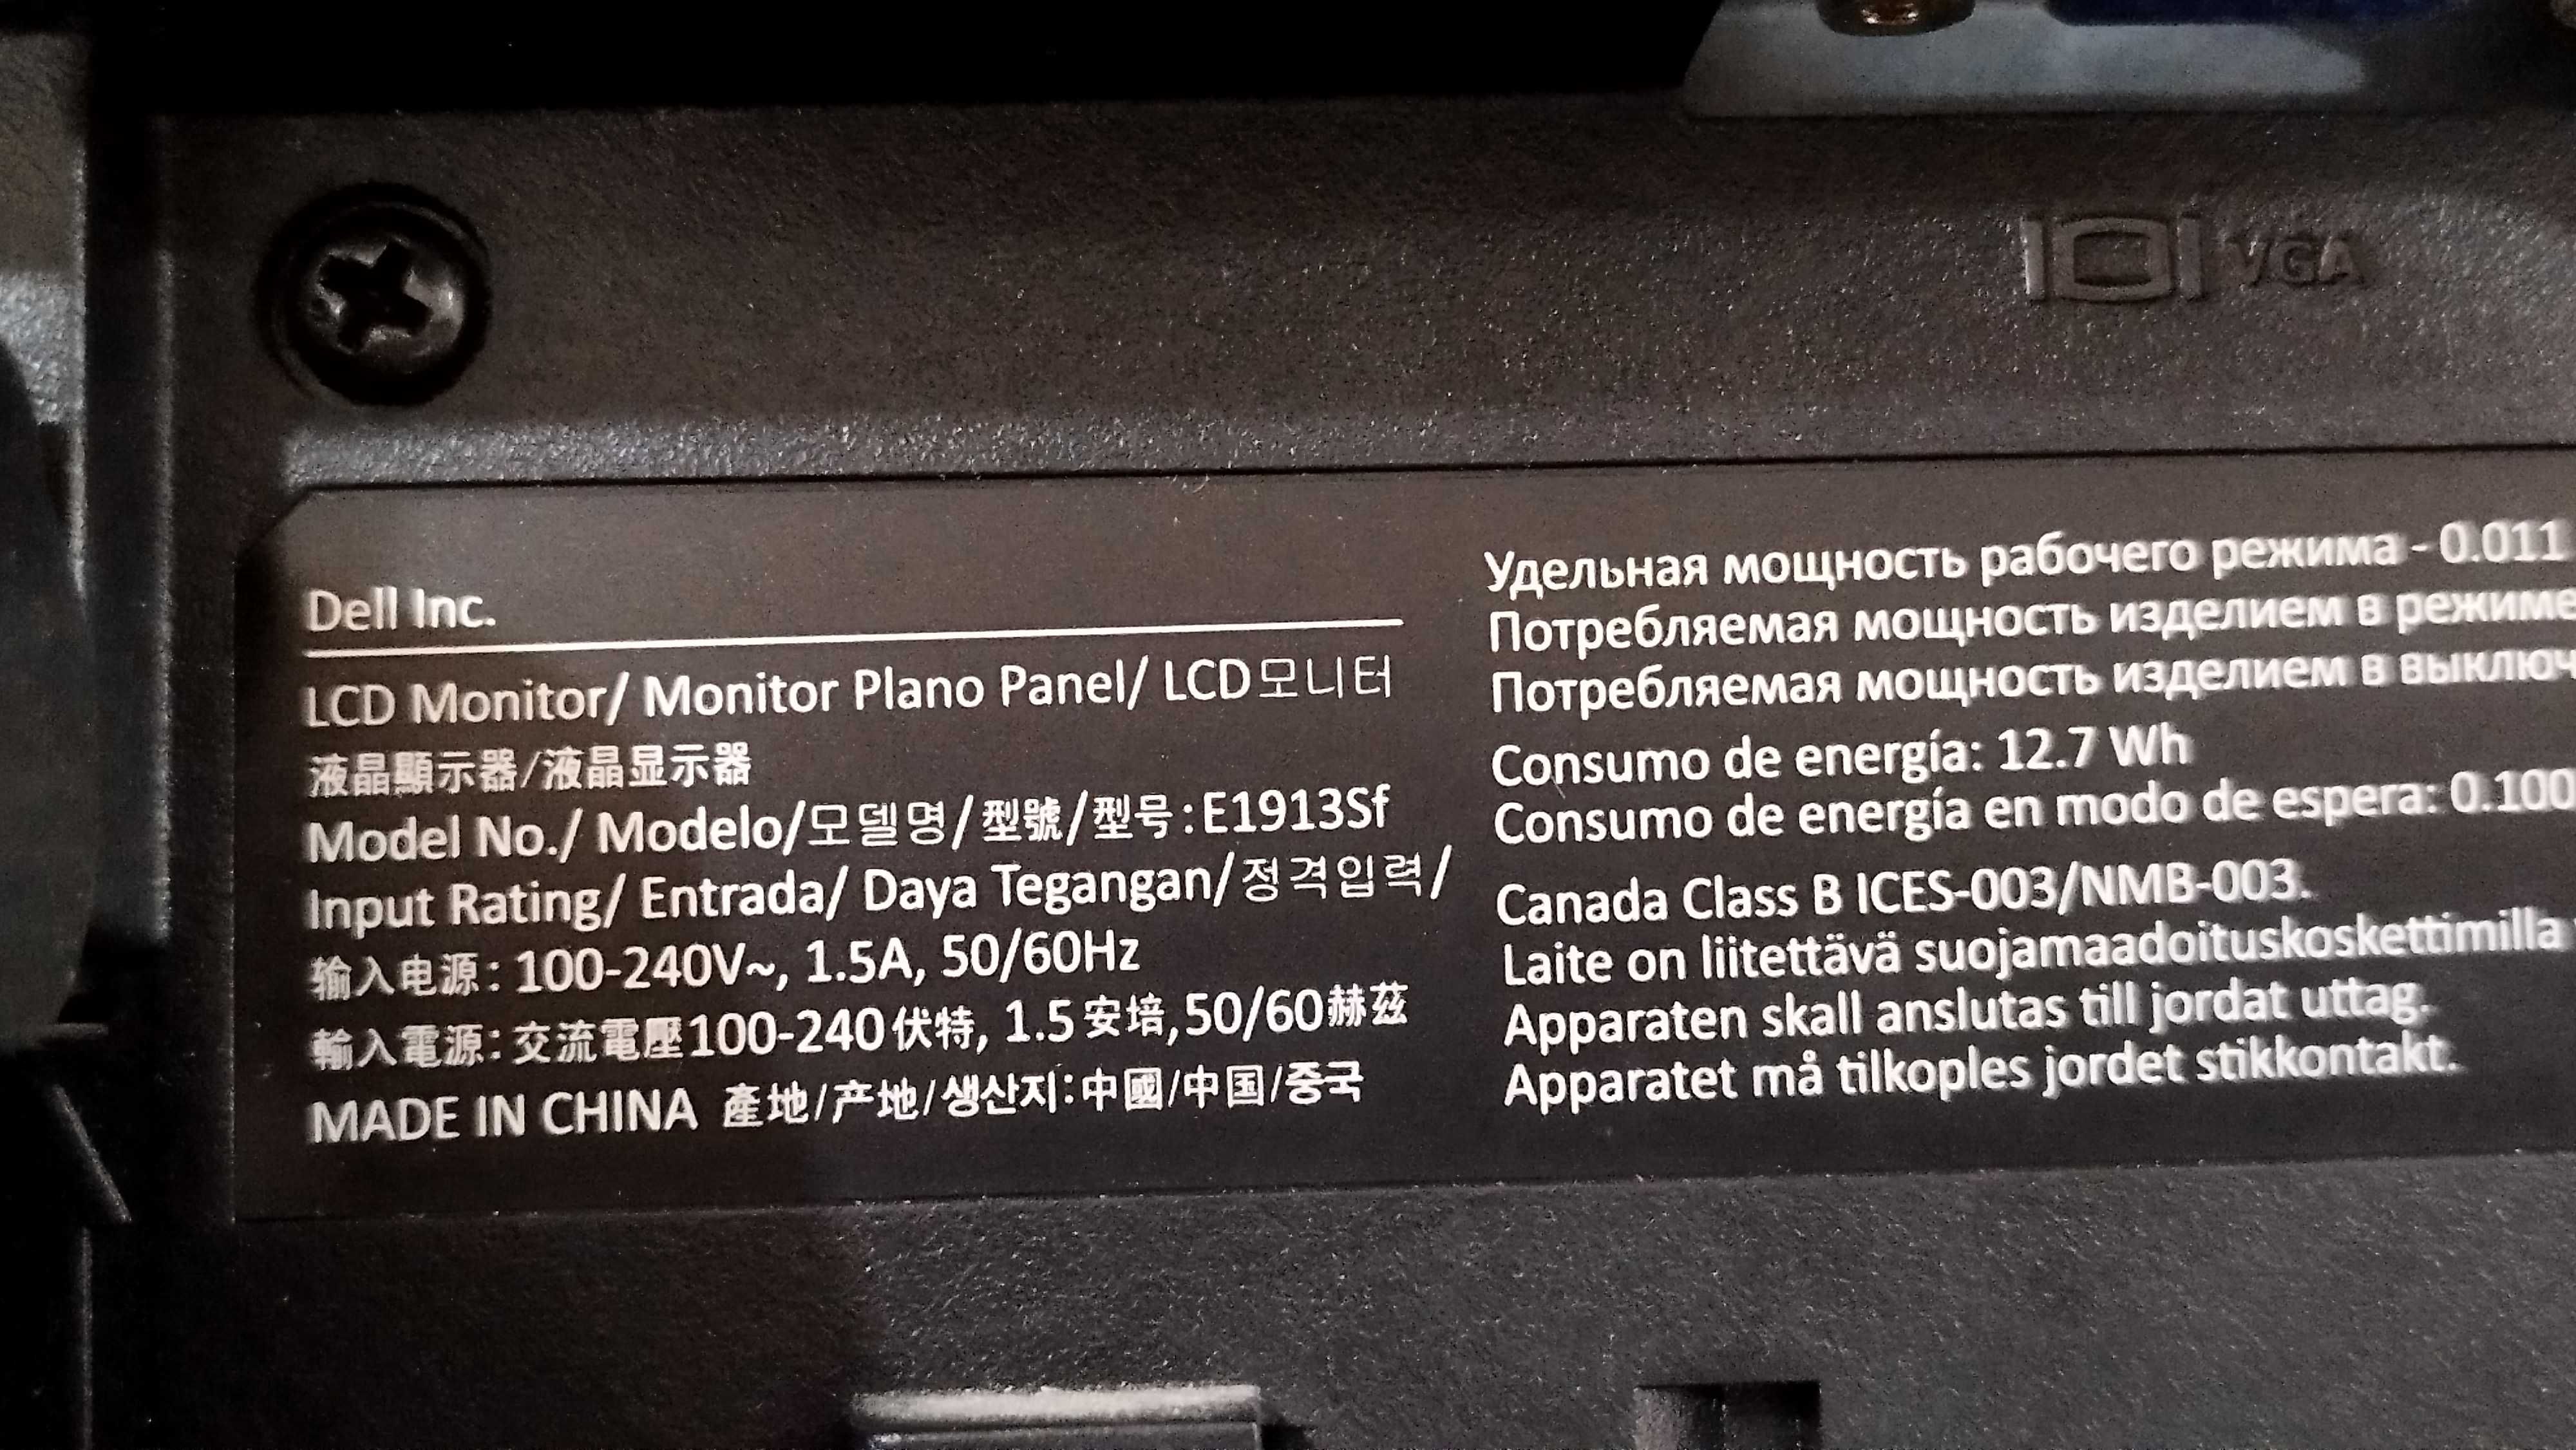 VGA
Dell Inc.
LCD Monitor/ Monitor Plano Panel/ LCD모니터
液晶顯示器/液晶显示器
Model No./ Modelo/모델명/型號/型号:E1913Sf
Input Rating/ Entrada/ Daya Tegangan/정격입력/
输入电源: 100-240V~, 1.5A, 50/60Hz
輸入電源: 交流電壓100-240伏特, 1.5安培,50/60赫茲
MADE IN CHINA 產地/产地/생산지:中國/中国/중국
Удельная мощность рабочего режима - 0.011
Потребляемая мощность изделием в режиме
Потребляемая мощность изделием в выключ
Consumo de energía: 12.7 Wh
Consumo de energía en modo de espera: 0.100
Canada Class B ICES-003/NMB-003.
Laite on liitettävä suojamaadoituskoskettimilla
Apparaten skall anslutas till jordat uttag.
Apparatet må tilkoples jordet stikkontakt.